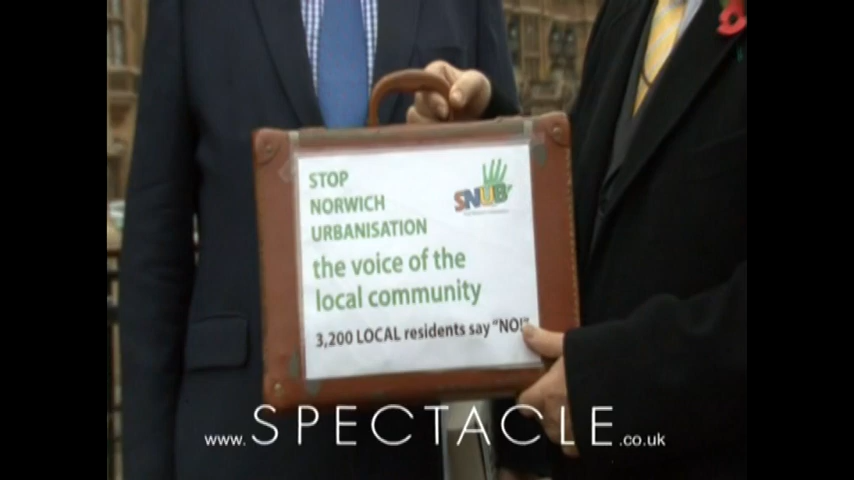 STOP
NORWICH
URBANISATION
SNUB
the voice of the
local community
3,200 LOCAL residents say "NO!"
www.SPECTACLE.co.uk